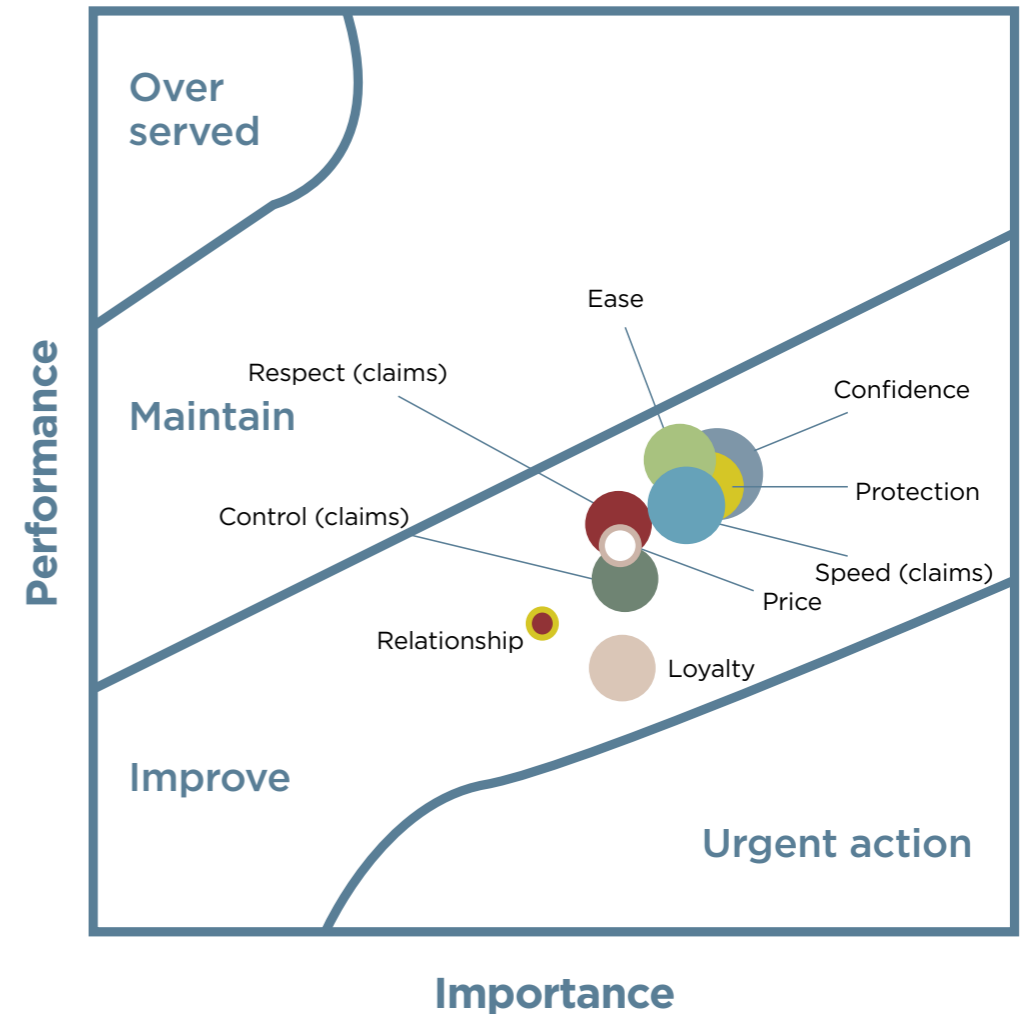 Over
served
Ease
Respect (claims)
Confidence
Maintain
Protection
Control (claims)
Speed (claims)
Price
Relationship
Loyalty
Improve
Urgent action
Performance
Importance